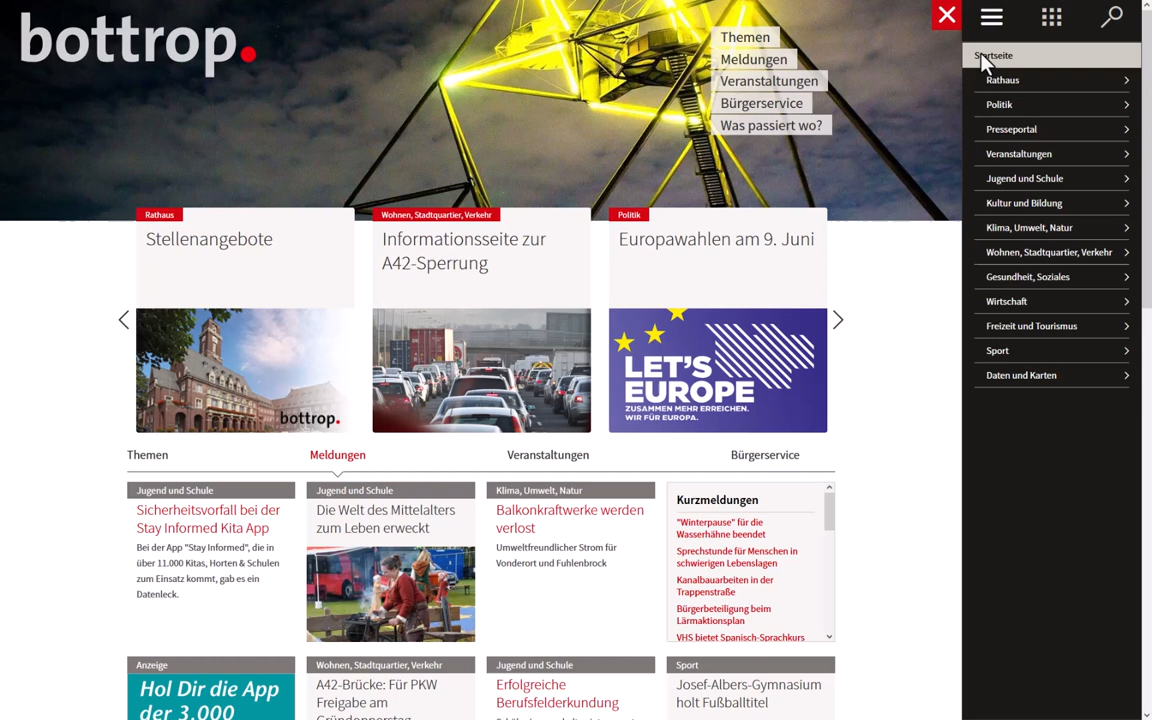 bottrop.
Themen
Meldungen
Veranstaltungen
Bürgerservice
Was passiert wo?
Startseite
Rathaus
Politik
Presseportal
Veranstaltungen
Jugend und Schule
Kultur und Bildung
Klima, Umwelt, Natur
Wohnen, Stadtquartier, Verkehr
Gesundheit, Soziales
Wirtschaft
Freizeit und Tourismus
Sport
Daten und Karten
Rathaus
Stellenangebote
bottrop.
Wohnen, Stadtquartier, Verkehr
Informationsseite zur
A42-Sperrung
Politik
Europawahlen am 9. Juni
LET'S
EUROPE
ZUSAMMEN MEHR ERREICHEN.
WIR FÜR EUROPA.
Themen
Meldungen
Veranstaltungen
Bürgerservice
Jugend und Schule
Sicherheitsvorfall bei der
Stay Informed Kita App
Bei der App "Stay Informed", die in
über 11.000 Kitas, Horten & Schulen
zum Einsatz kommt, gab es ein
Datenleck.
Jugend und Schule
Die Welt des Mittelalters
zum Leben erweckt
Klima, Umwelt, Natur
Balkonkraftwerke werden
verlost
Umweltfreundlicher Strom für
Vonderort und Fuhlenbrock
Kurzmeldungen
"Winterpause" für die
Wasserhähne beendet
Sprechstunde für Menschen in
schwierigen Lebenslagen
Kanalbauarbeiten in der
Trappenstraße
Bürgerbeteiligung beim
Lärmaktionsplan
VHS bietet Spanisch-Sprachkurs
Anzeige
Hol Dir die App
der 3.000
Wohnen, Stadtquartier, Verkehr
A42-Brücke: Für PKW
Freigabe am
Gründonnerstag
Jugend und Schule
Erfolgreiche
Berufsfelderkundung
Sport
Josef-Albers-Gymnasium
holt Fußballtitel